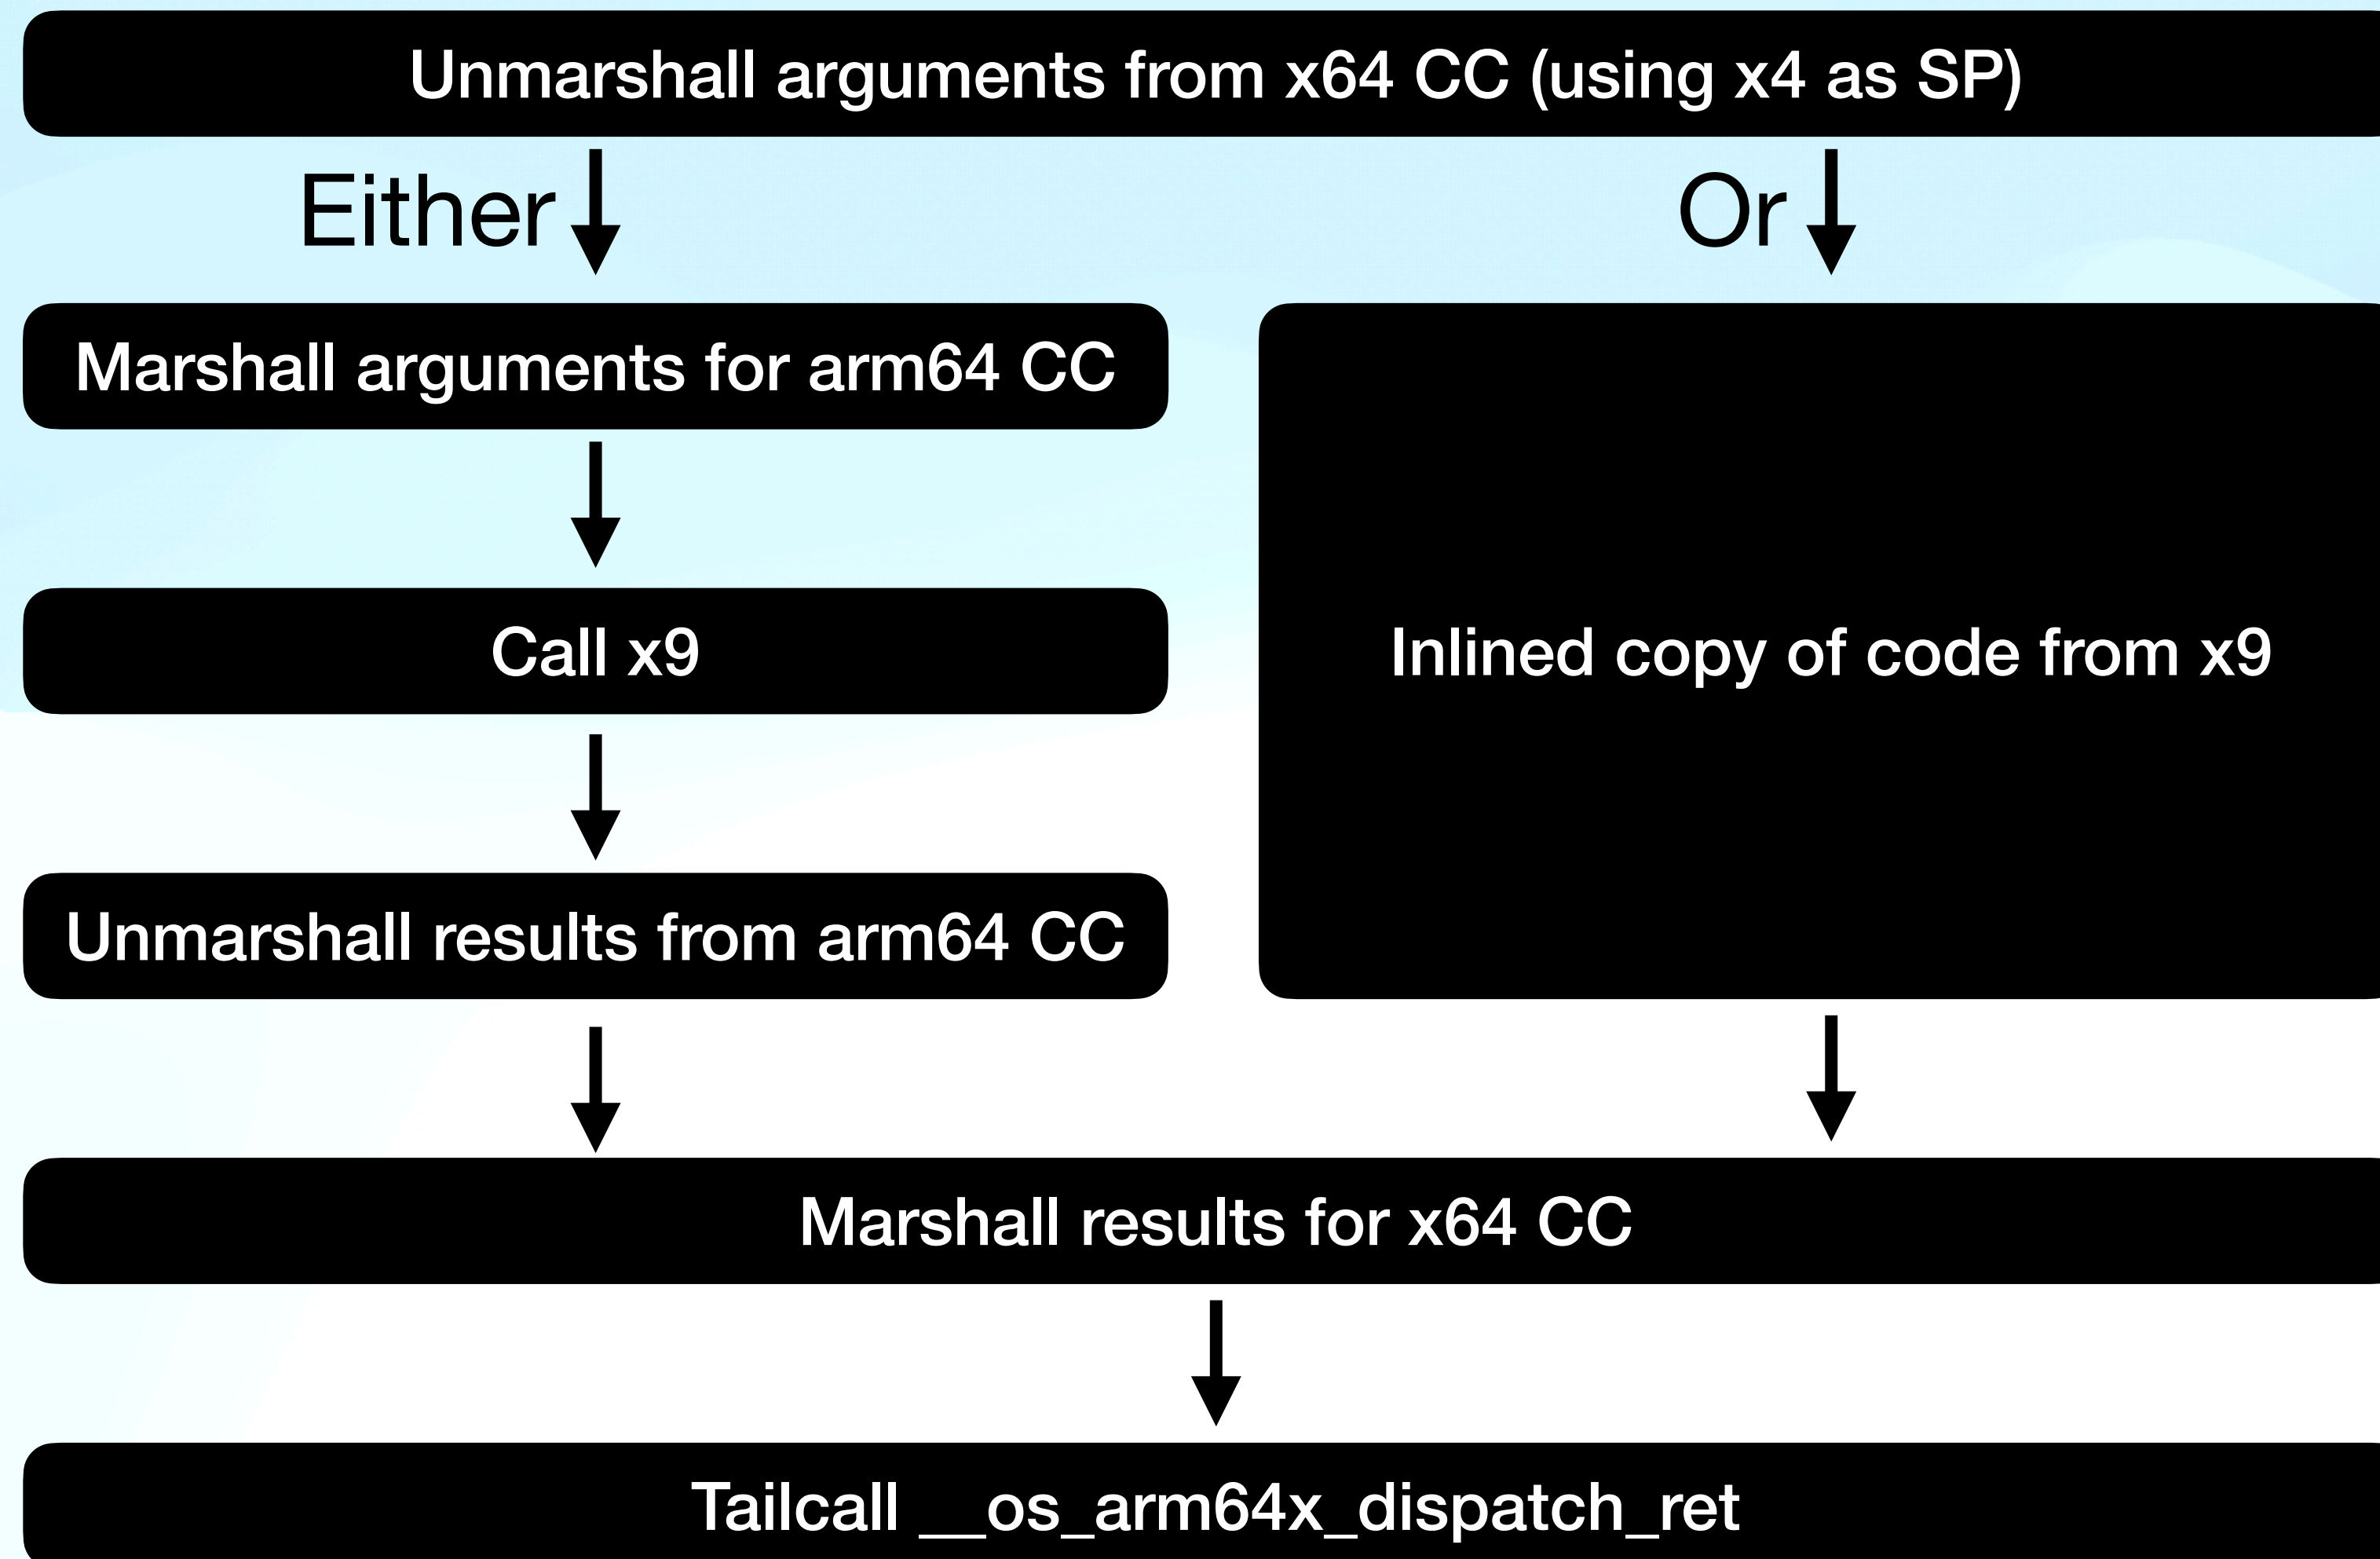 Unmarshall arguments from x64 CC (using x4 as SP)
Either
Or
Marshall arguments for arm64 CC
Call x9
Inlined copy of code from x9
Unmarshall results from arm64 CC
Marshall results for x64 CC
Tailcall __os_arm64x_dispatch_ret